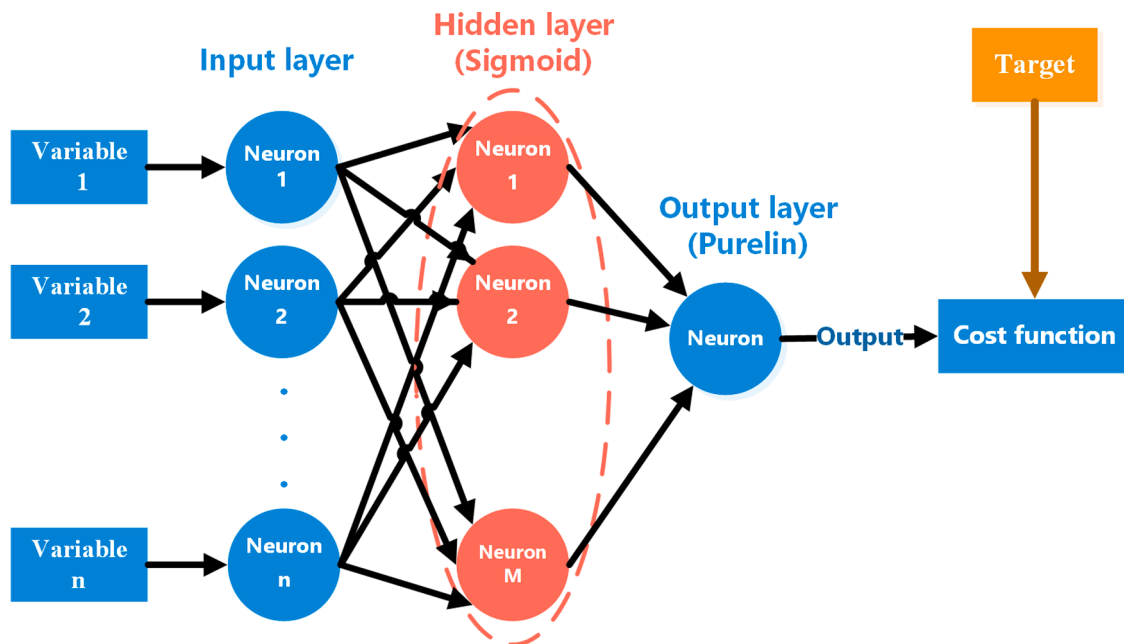 Input layer
Hidden layer
(Sigmoid)
Target
Variable
1
Neuron
1
Neuron
1
Output layer
(Purelin)
Variable
2
Neuron
2
Neuron
2
Neuron
Output
Cost function
Variable
n
Neuron
n
Neuron
M